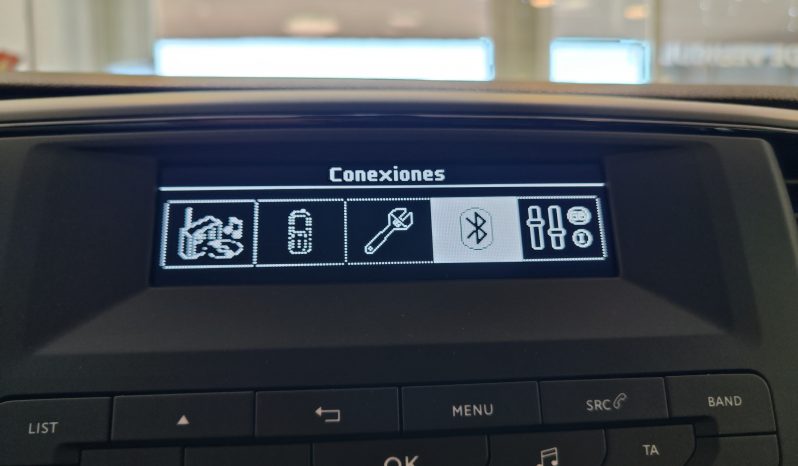 Conexiones
LIST
MENU
SRC
BAND
OK
TA